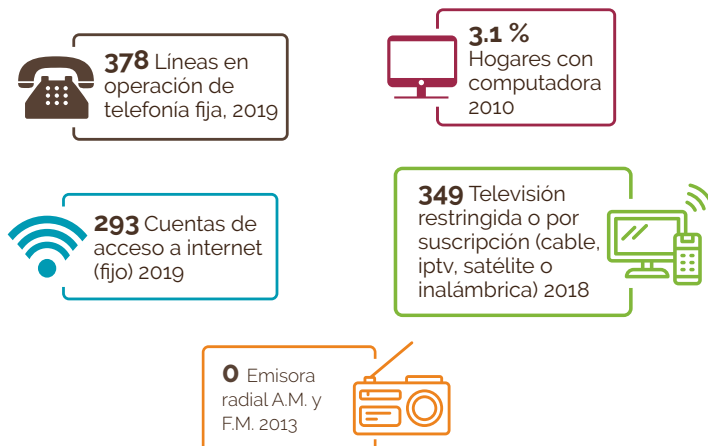 378 Líneas en
operación de
telefonía fija, 2019
3.1 %
Hogares con
computadora
2010
293 Cuentas de
acceso a internet
(fijo) 2019
349 Televisión
restringida o por
suscripción (cable,
iptv, satélite o
inalámbrica) 2018
0 Emisora
radial A.M. y
F.M. 2013